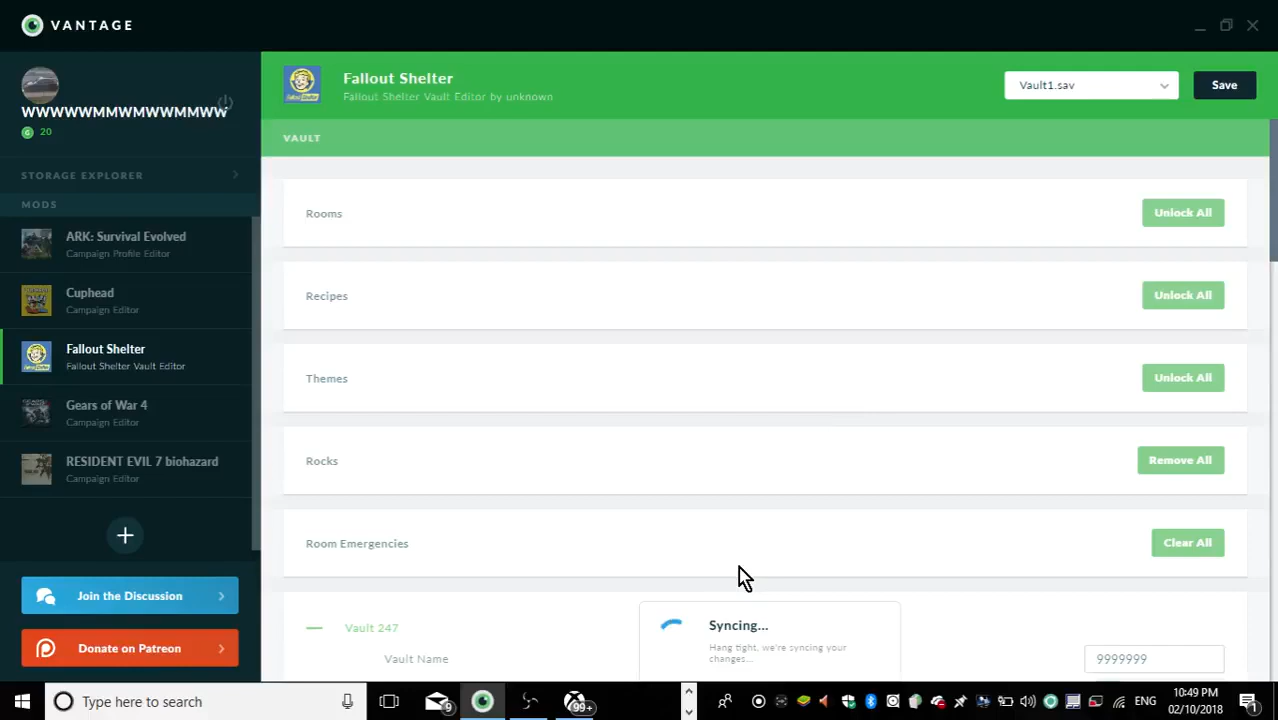 VANTAGE
WWWWWMMWMWWMMWW
G 20
STORAGE EXPLORER
MODS
ARK: Survival Evolved
Campaign Profile Editor
Cuphead
Campaign Editor
Fallout Shelter
Fallout Shelter Vault Editor
Gears of War 4
Campaign Editor
RESIDENT EVIL 7 biohazard
Campaign Editor
+
Join the Discussion
Donate on Patreon
Fallout Shelter
Fallout Shelter Vault Editor by unknown
Vault1.sav
Save
VAULT
Rooms
Unlock All
Recipes
Unlock All
Themes
Unlock All
Rocks
Remove All
Room Emergencies
Clear All
Vault 247
Vault Name
9999999
Syncing...
Hang tight, we're syncing your
changes...
Type here to search
9
99+
ENG
10:49 PM
02/10/2018
1